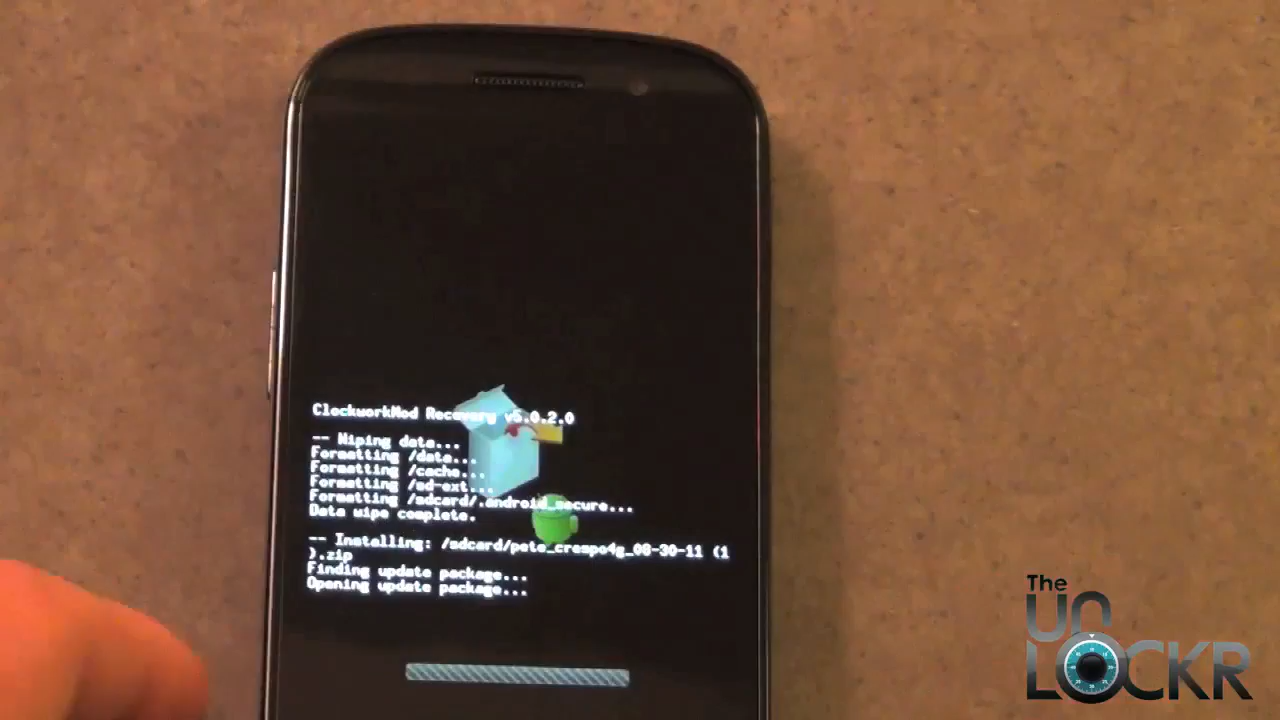 ClockworkMod Recovery v5.0.2.0
-- Wiping data...
Formatting /data...
Formatting /cache...
Formatting /sd-ext...
Formatting /sdcard/.android_secure...
Data wipe complete.
-- Installing: /sdcard/pete_crespo4g_08-30-11 (1
).zip
Finding update package...
Opening update package...
The
UN
LOCKR